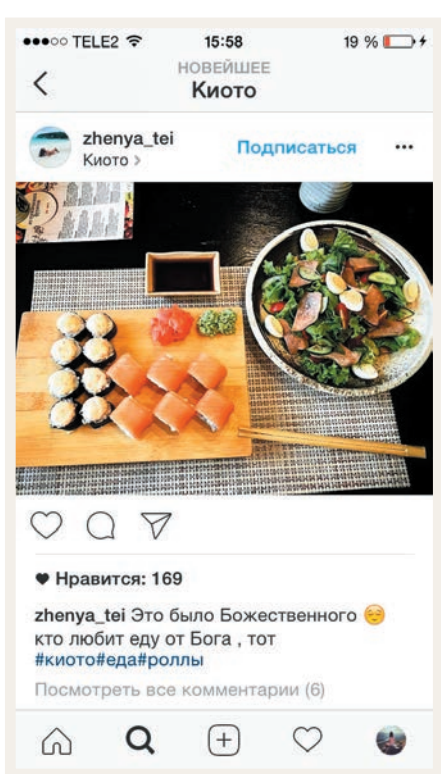 TELE2 15:58 19 %
НОВЕЙШЕЕ
Киото
zhenya_tei
Киото >
Подписаться
Нравится: 169
zhenya_tei Это было Божественного 😌
кто любит еду от Бога , тот
#киото#еда#роллы
Посмотреть все комментарии (6)